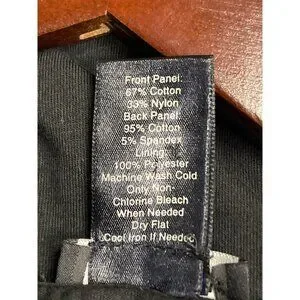 Front Panel:
67% Cotton
33% Nylon
Back Panel:
95% Cotton
5% Spandex
Lining:
100% Polyester
Machine Wash Cold
Only Non-
Chlorine Bleach
When Needed
Dry Flat
Cool Iron If Needed